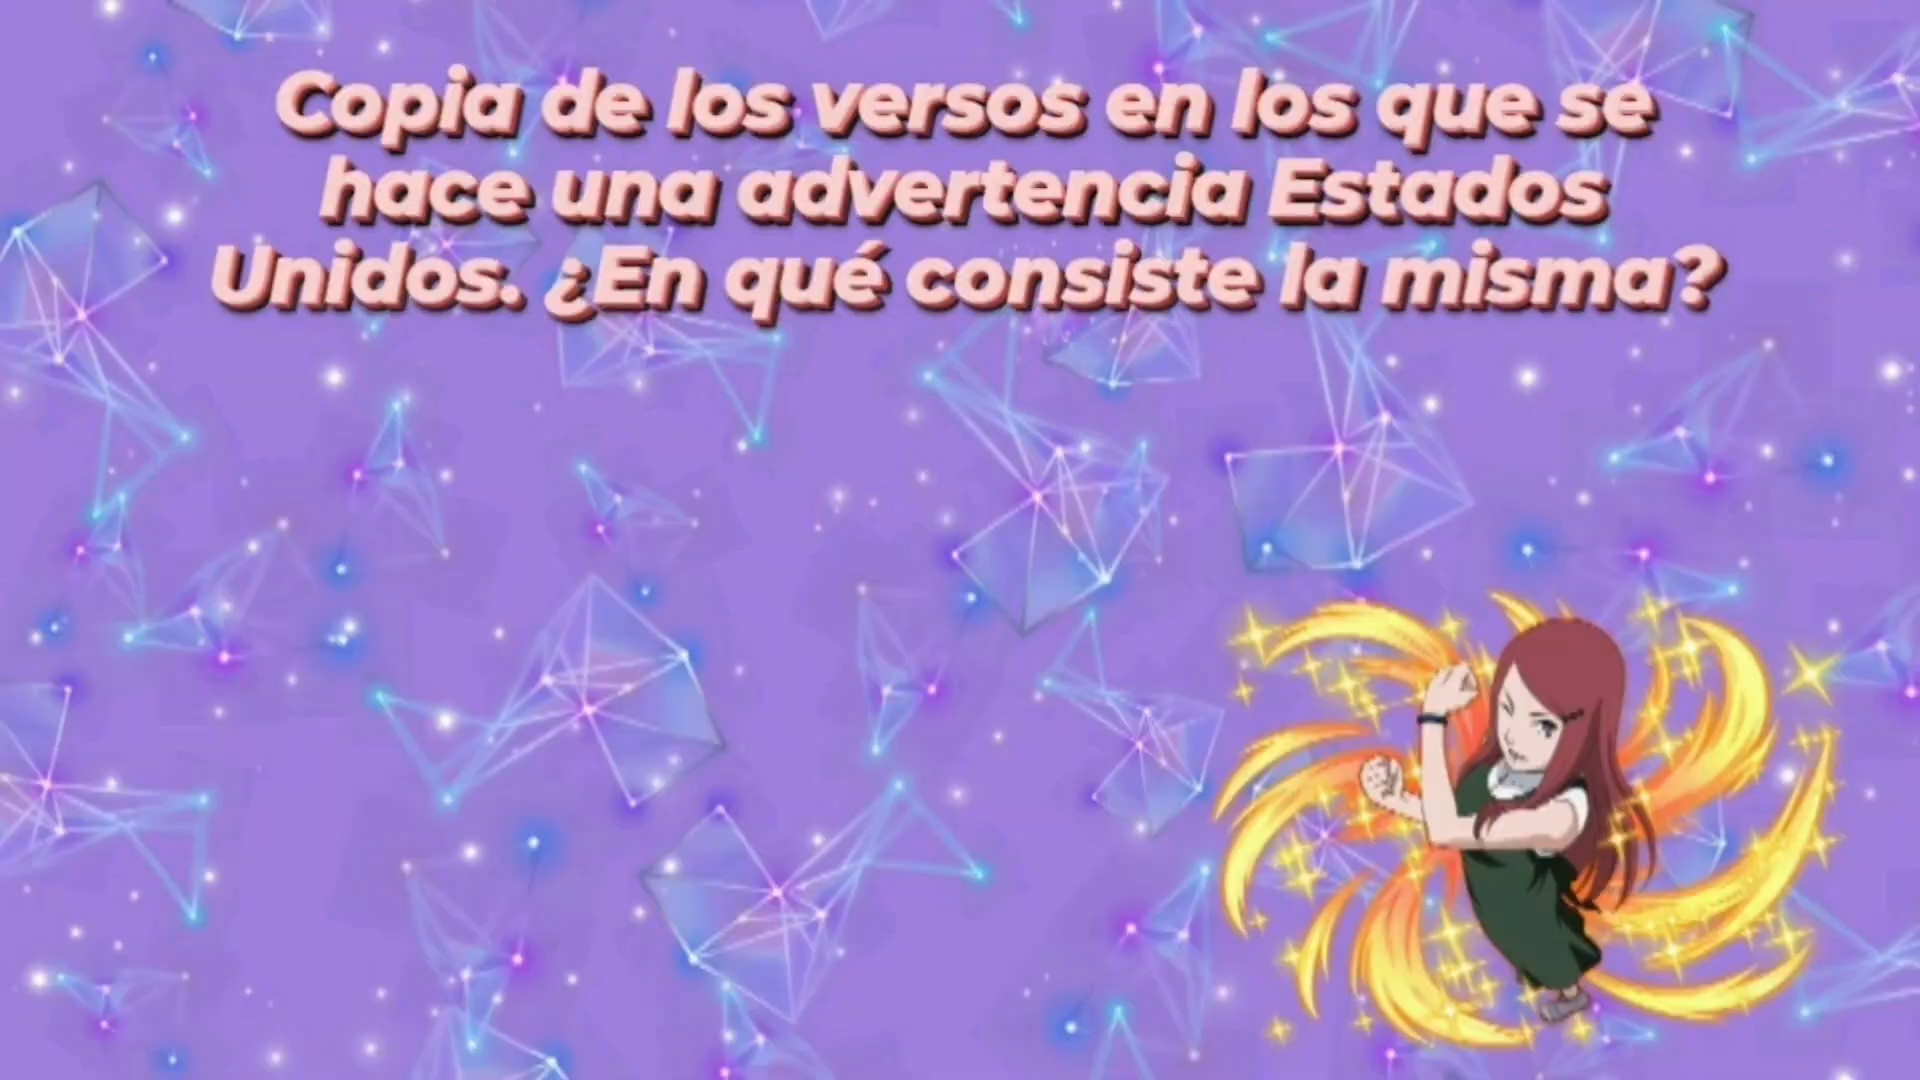 Copia de los versos en los que se
hace una advertencia Estados
Unidos. ¿En qué consiste la misma?